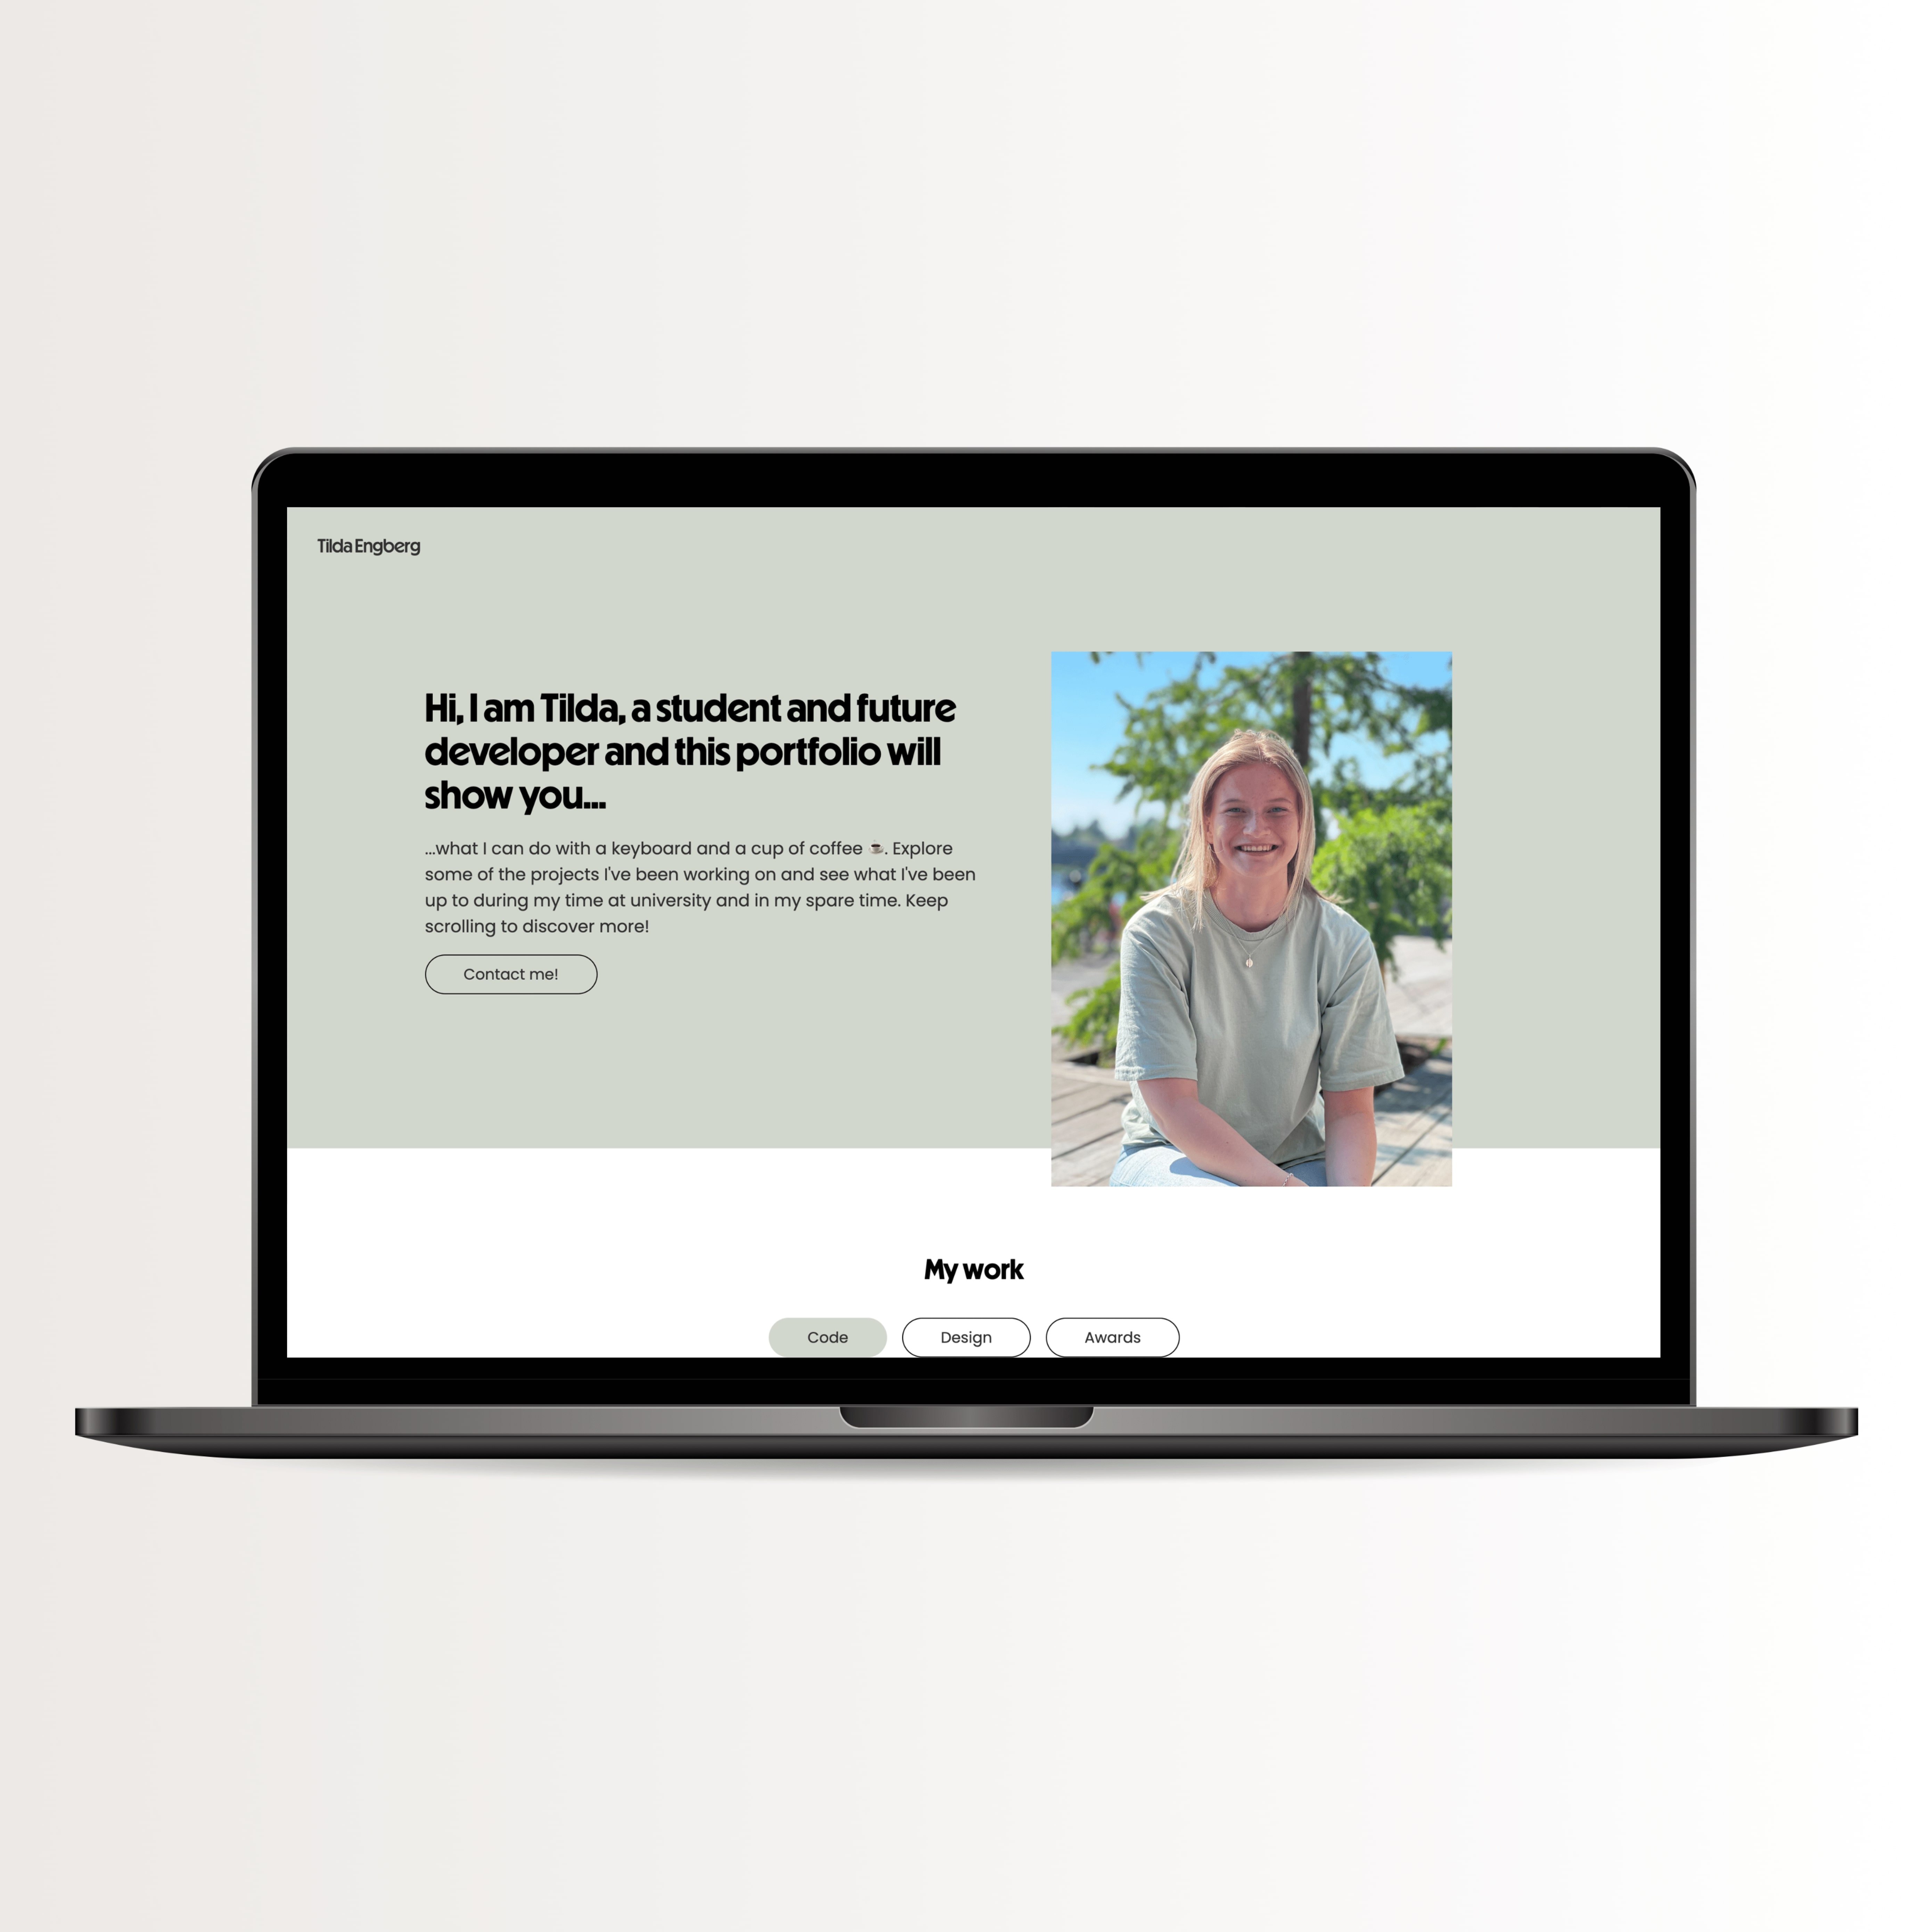 Tilda Engberg
Hi, I am Tilda, a student and future
developer and this portfolio will
show you...
...what I can do with a keyboard and a cup of coffee ☕. Explore
some of the projects I've been working on and see what I've been
up to during my time at university and in my spare time. Keep
scrolling to discover more!
Contact me!
My work
Code
Design
Awards